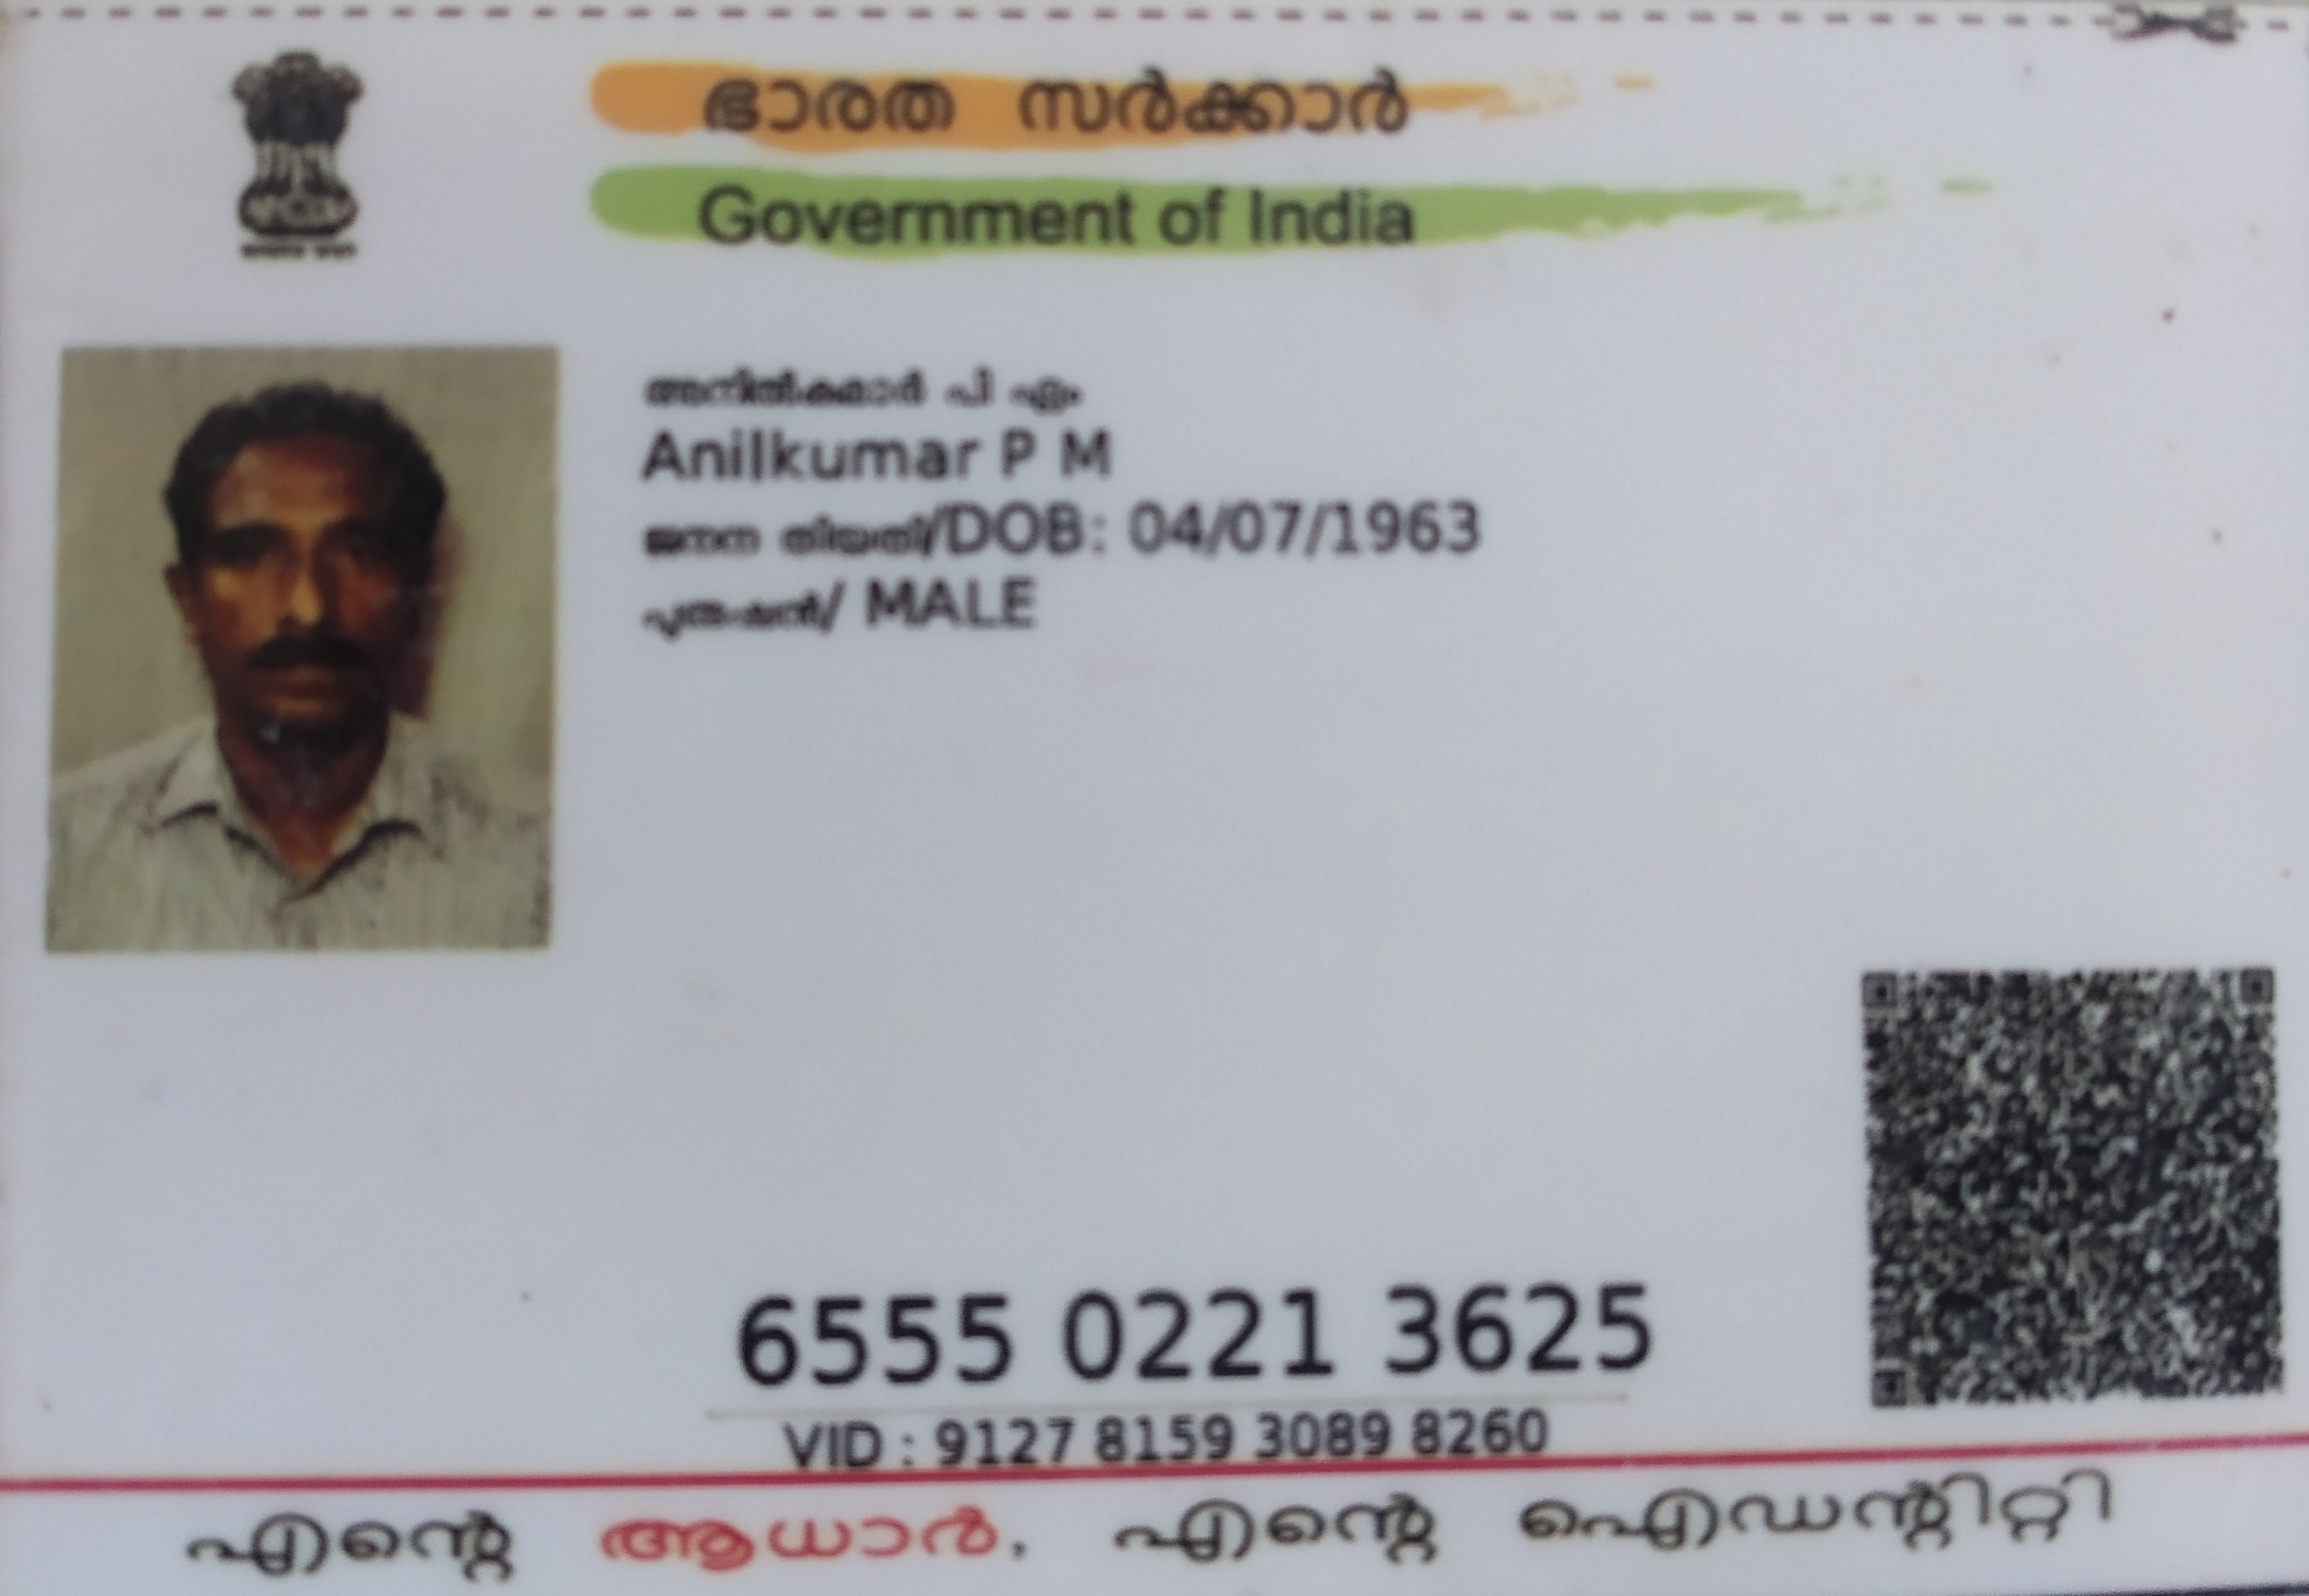 ഭാരത സർക്കാർ
Government of India
അനിൽകുമാർ പി എം
Anilkumar P M
ജനന തിയതി/DOB: 04/07/1963
പുരുഷൻ/ MALE
6555 0221 3625
VID : 9127 8159 3089 8260
എന്റെ ആധാർ, എന്റെ ഐഡന്റിറ്റി